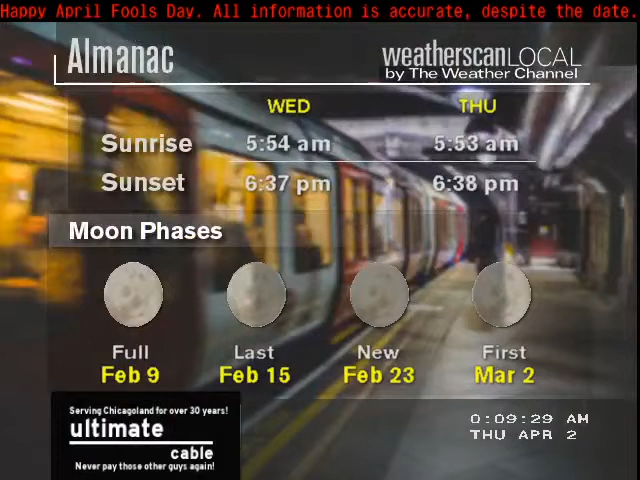 Happy April Fools Day. All information is accurate, despite the date.
Almanac
weatherscanLOCAL
by The Weather Channel
WED THU
Sunrise 5:54 am 5:53 am
Sunset 6:37 pm 6:38 pm
Moon Phases
Full Last New First
Feb 9 Feb 15 Feb 23 Mar 2
Serving Chicagoland for over 30 years!
ultimate
cable
Never pay those other guys again!
0:09:29 AM
THU APR 2